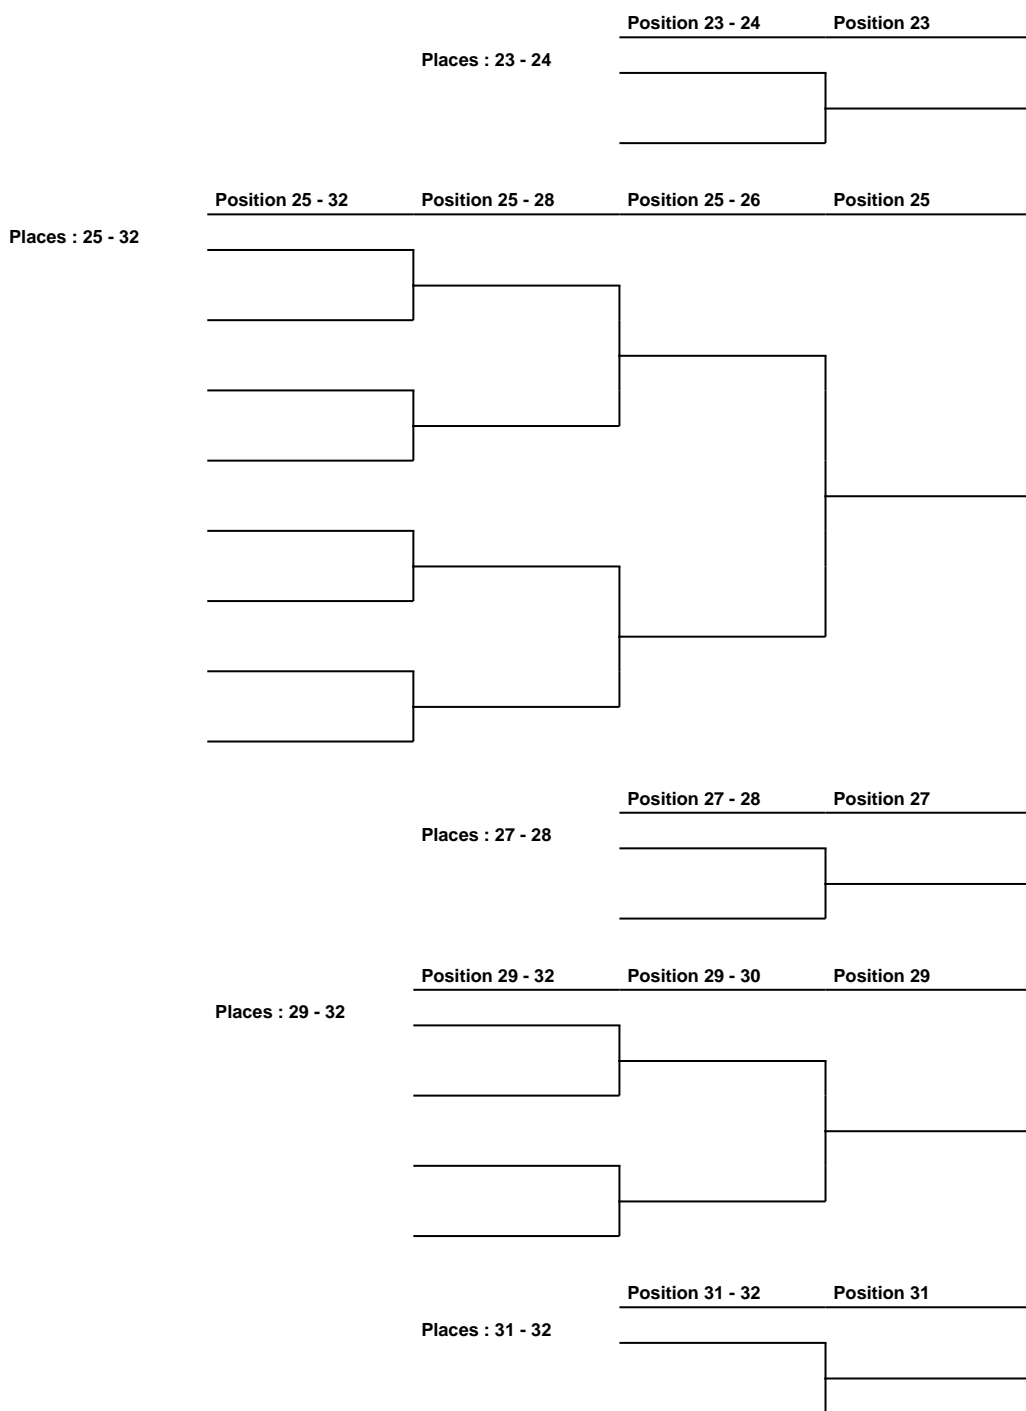 Position 23 - 24 Position 23
Places : 23 - 24
Position 25 - 32 Position 25 - 28 Position 25 - 26 Position 25
Places : 25 - 32
Position 27 - 28 Position 27
Places : 27 - 28
Position 29 - 32 Position 29 - 30 Position 29
Places : 29 - 32
Position 31 - 32 Position 31
Places : 31 - 32